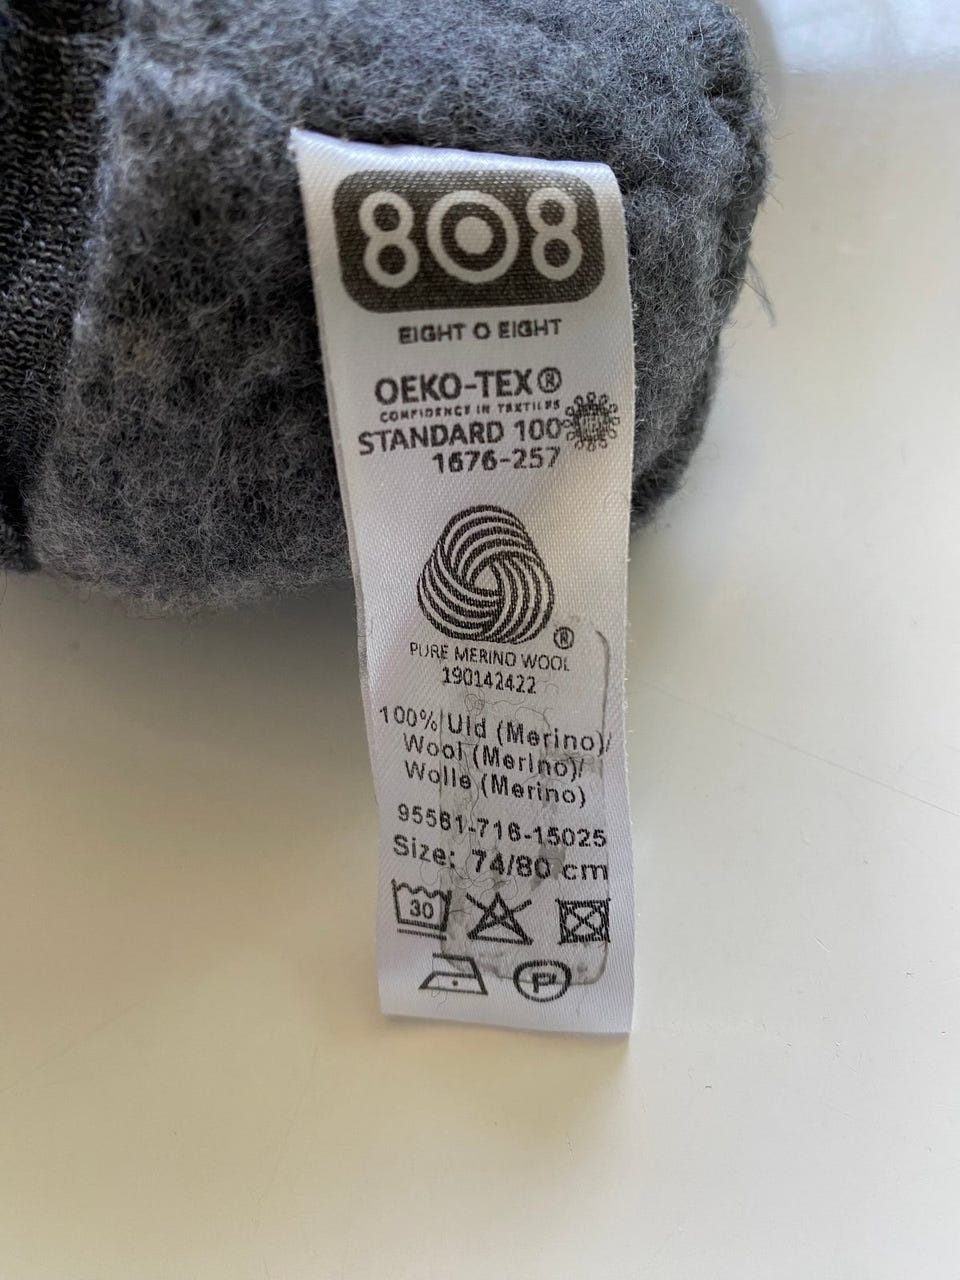 808
EIGHT O EIGHT
OEKO-TEX®
CONFIDENCE IN TEXTILES
STANDARD 100
1676-257
®
PURE MERINO WOOL
190142422
100% Uld (Merino)/
Wool (Merino)/
Wolle (Merino)
95581-716-15025
Size: 74/80 cm
30
P